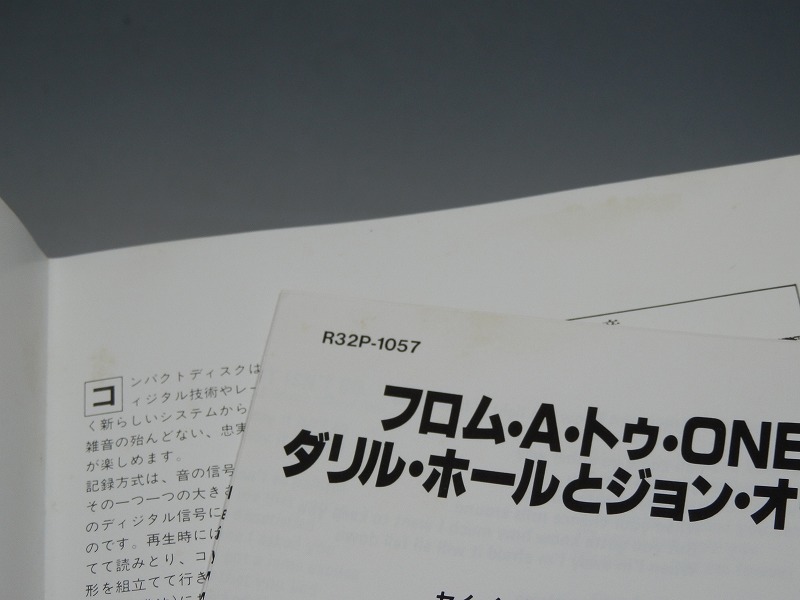 R32P-1057
フロム・A・トゥ・ONE
ダリル・ホールとジョン・オ
コンパクトディスクは
ィジタル技術やレー
く新らしいシステムから
雑音の殆んどない、忠実
が楽しめます。
記録方式は、音の信号
その一つ一つの大きさ
のディジタル信号に
のです。再生時には
てて読みとり、コ
形を組立てて行き